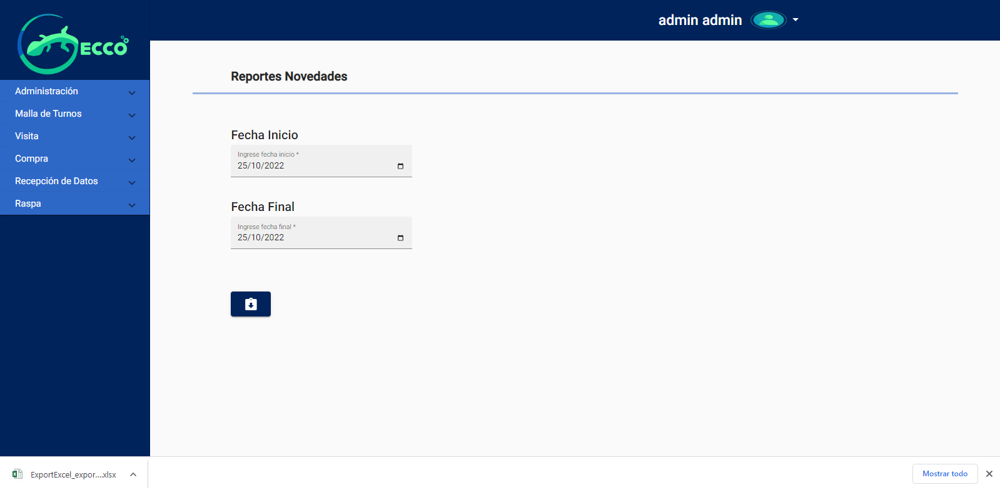 ECCO
admin admin
Administración
Malla de Turnos
Visita
Compra
Recepción de Datos
Raspa
Reportes Novedades
Fecha Inicio
Ingrese fecha inicio *
25/10/2022
Fecha Final
Ingrese fecha final *
25/10/2022
ExportExcel_expor....xlsx
Mostrar todo